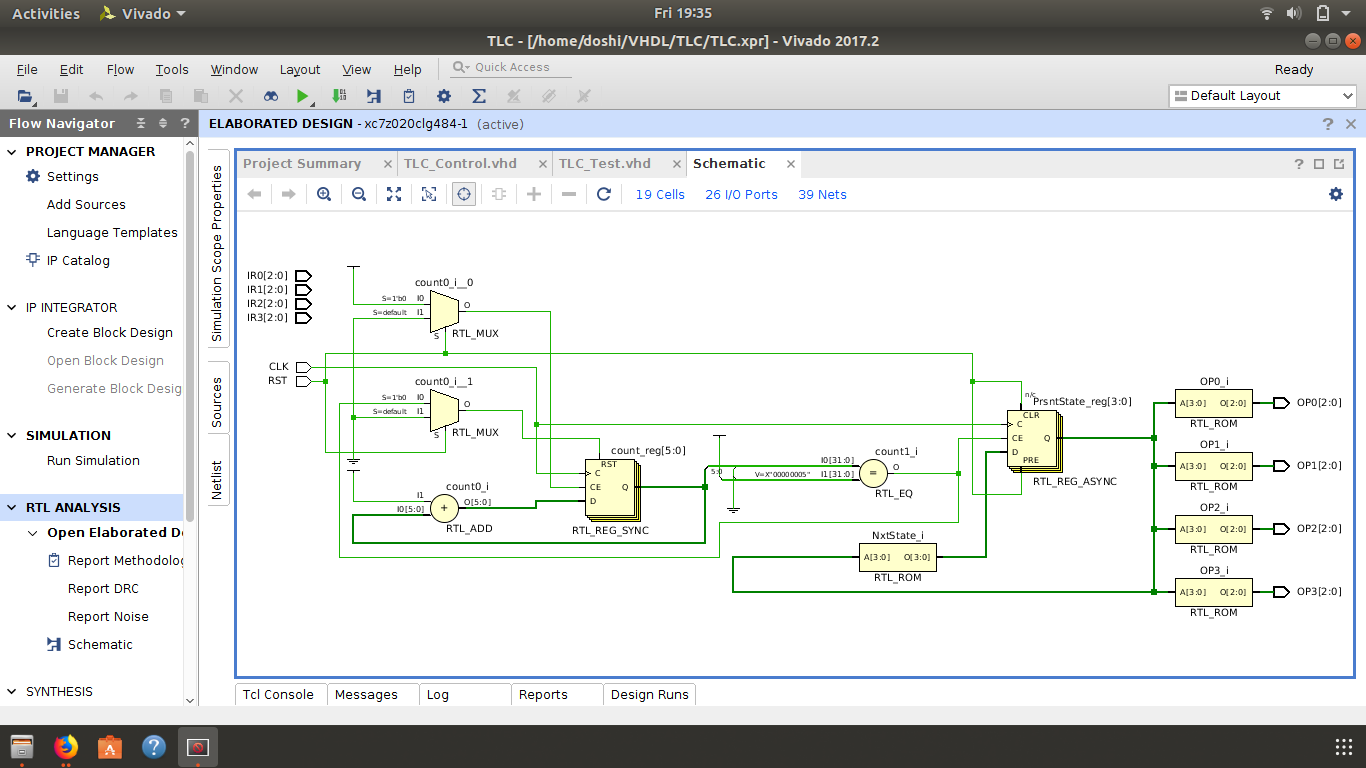 Activities Vivado Fri 19:35
TLC - [/home/doshi/VHDL/TLC/TLC.xpr] - Vivado 2017.2
File Edit Flow Tools Window Layout View Help Quick Access Ready
Default Layout
Flow Navigator
ELABORATED DESIGN - xc7z020clg484-1 (active)
PROJECT MANAGER
Settings
Add Sources
Language Templates
IP Catalog
IP INTEGRATOR
Create Block Design
Open Block Design
Generate Block Desig
SIMULATION
Run Simulation
RTL ANALYSIS
Open Elaborated De
Report Methodolog
Report DRC
Report Noise
Schematic
SYNTHESIS
Simulation Scope Properties
Sources
Netlist
Project Summary TLC_Control.vhd TLC_Test.vhd Schematic
19 Cells 26 I/O Ports 39 Nets
IR0[2:0]
IR1[2:0]
IR2[2:0]
IR3[2:0]
CLK
RST
count0_i__0
S=1'b0 I0
S=default I1
O
S
RTL_MUX
count0_i__1
S=1'b0 I0
S=default I1
O
S
RTL_MUX
count0_i
I1
I0[5:0]
+
O[5:0]
RTL_ADD
count_reg[5:0]
RST
C
CE
D
Q
RTL_REG_SYNC
5:0
V=X"00000005"
count1_i
I0[31:0]
I1[31:0]
=
O
RTL_EQ
NxtState_i
A[3:0] O[3:0]
RTL_ROM
n/c
PrsntState_reg[3:0]
CLR
C
CE
D
Q
PRE
RTL_REG_ASYNC
OP0_i
A[3:0] O[2:0]
RTL_ROM
OP0[2:0]
OP1_i
A[3:0] O[2:0]
RTL_ROM
OP1[2:0]
OP2_i
A[3:0] O[2:0]
RTL_ROM
OP2[2:0]
OP3_i
A[3:0] O[2:0]
RTL_ROM
OP3[2:0]
Tcl Console Messages Log Reports Design Runs